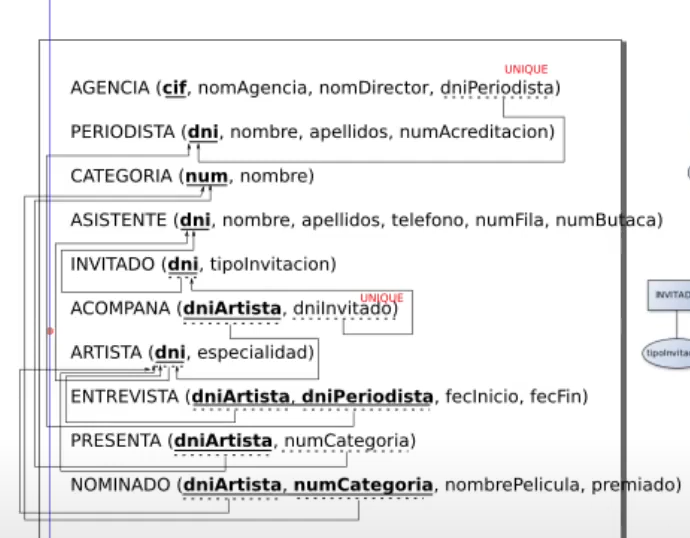 UNIQUE
AGENCIA (cif, nomAgencia, nomDirector, dniPeriodista)
PERIODISTA (dni, nombre, apellidos, numAcreditacion)
CATEGORIA (num, nombre)
ASISTENTE (dni, nombre, apellidos, telefono, numFila, numButaca)
INVITADO (dni, tipoInvitacion)
UNIQUE
ACOMPANA (dniArtista, dniInvitado)
ARTISTA (dni, especialidad)
ENTREVISTA (dniArtista, dniPeriodista, fecInicio, fecFin)
PRESENTA (dniArtista, numCategoria)
NOMINADO (dniArtista, numCategoria, nombrePelicula, premiado)
INVITAD
tipoInvita